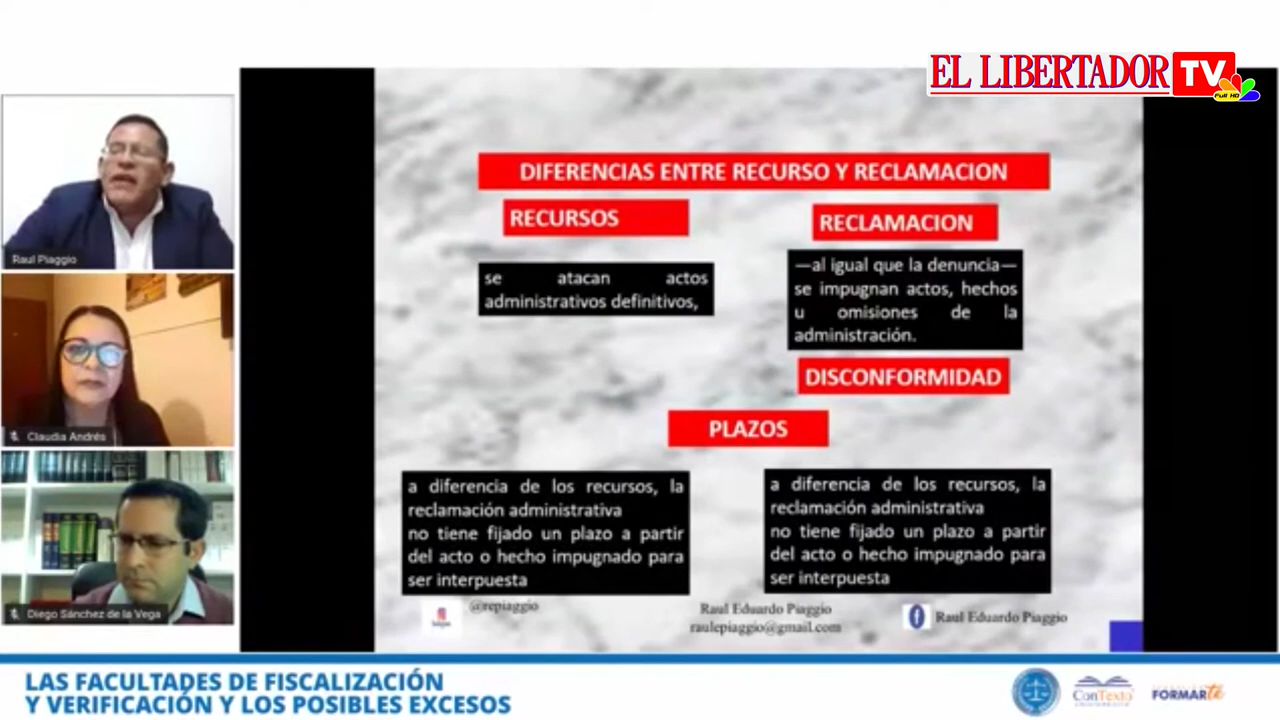 EL LIBERTADOR TV
Full HD
DIFERENCIAS ENTRE RECURSO Y RECLAMACION
RECURSOS
RECLAMACION
se atacan actos
administrativos definitivos,
—al igual que la denuncia—
se impugnan actos, hechos
u omisiones de la
administración.
DISCONFORMIDAD
PLAZOS
a diferencia de los recursos, la
reclamación administrativa
no tiene fijado un plazo a partir
del acto o hecho impugnado para
ser interpuesta
a diferencia de los recursos, la
reclamación administrativa
no tiene fijado un plazo a partir
del acto o hecho impugnado para
ser interpuesta
@repiaggio
Raul Eduardo Piaggio
raulepiaggio@gmail.com
Raul Eduardo Piaggio
Raul Piaggio
Claudia Andrés
Diego Sánchez de la Vega
LAS FACULTADES DE FISCALIZACIÓN
Y VERIFICACIÓN Y LOS POSIBLES EXCESOS
ConTexto
FORMARTE